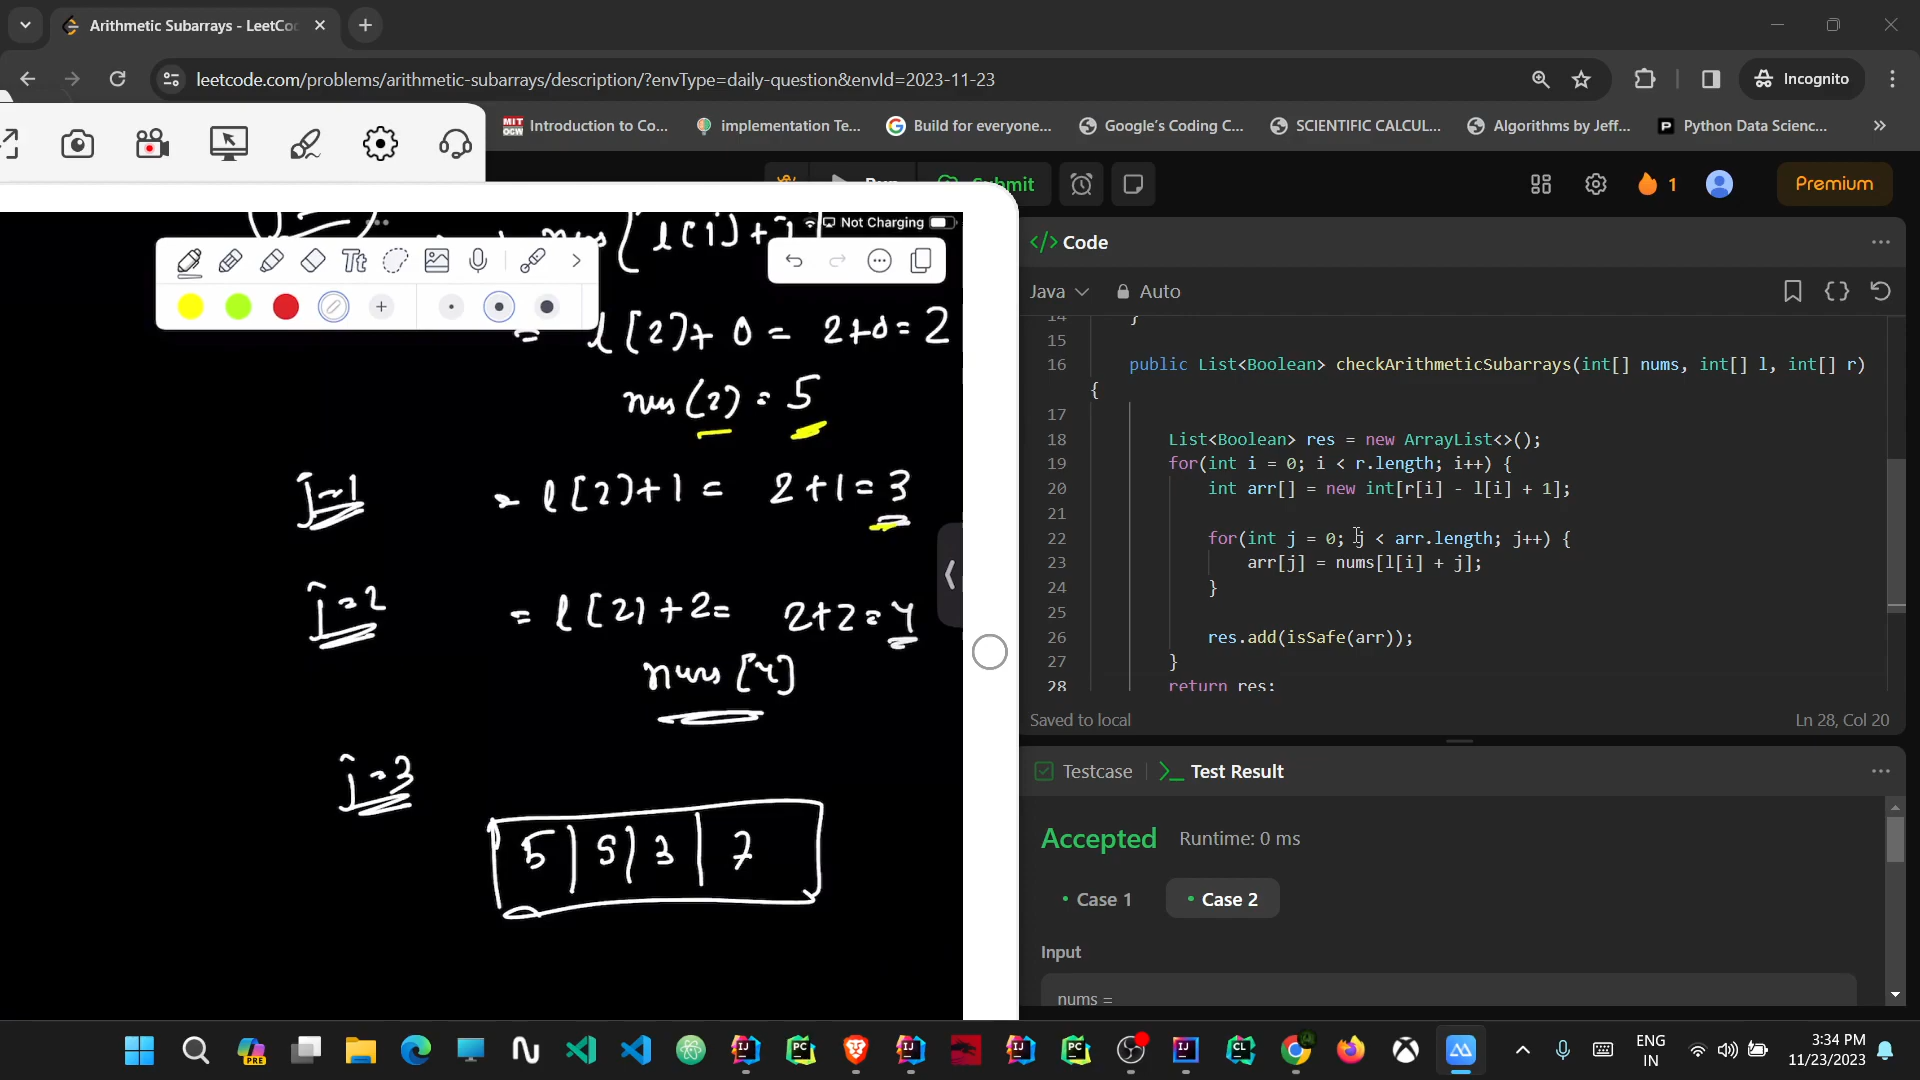 Arithmetic Subarrays - LeetCo
leetcode.com/problems/arithmetic-subarrays/description/?envType=daily-question&envId=2023-11-23
Incognito
MIT OCW Introduction to Co...
implementation Te...
Build for everyone...
Google's Coding C...
SCIENTIFIC CALCUL...
Algorithms by Jeff...
Python Data Scienc...
Submit
1
Premium
Not Charging
l(i)+
Tt
= l[2]+ 0 = 2+0=2
nums(2) = 5
j=1 = l[2]+1 = 2+1=3
j=2 = l[2]+2= 2+2=4
nums[4]
j=3
5 | 9 | 3 | 7
</> Code
Java Auto
14 }
15
16 public List<Boolean> checkArithmeticSubarrays(int[] nums, int[] l, int[] r)
{
17
18 List<Boolean> res = new ArrayList<>();
19 for(int i = 0; i < r.length; i++) {
20 int arr[] = new int[r[i] - l[i] + 1];
21
22 for(int j = 0; j < arr.length; j++) {
23 arr[j] = nums[l[i] + j];
24 }
25
26 res.add(isSafe(arr));
27 }
28 return res;
Saved to local
Ln 28, Col 20
Testcase
Test Result
Accepted Runtime: 0 ms
Case 1
Case 2
Input
nums =
PRE
ENG
IN
3:34 PM
11/23/2023